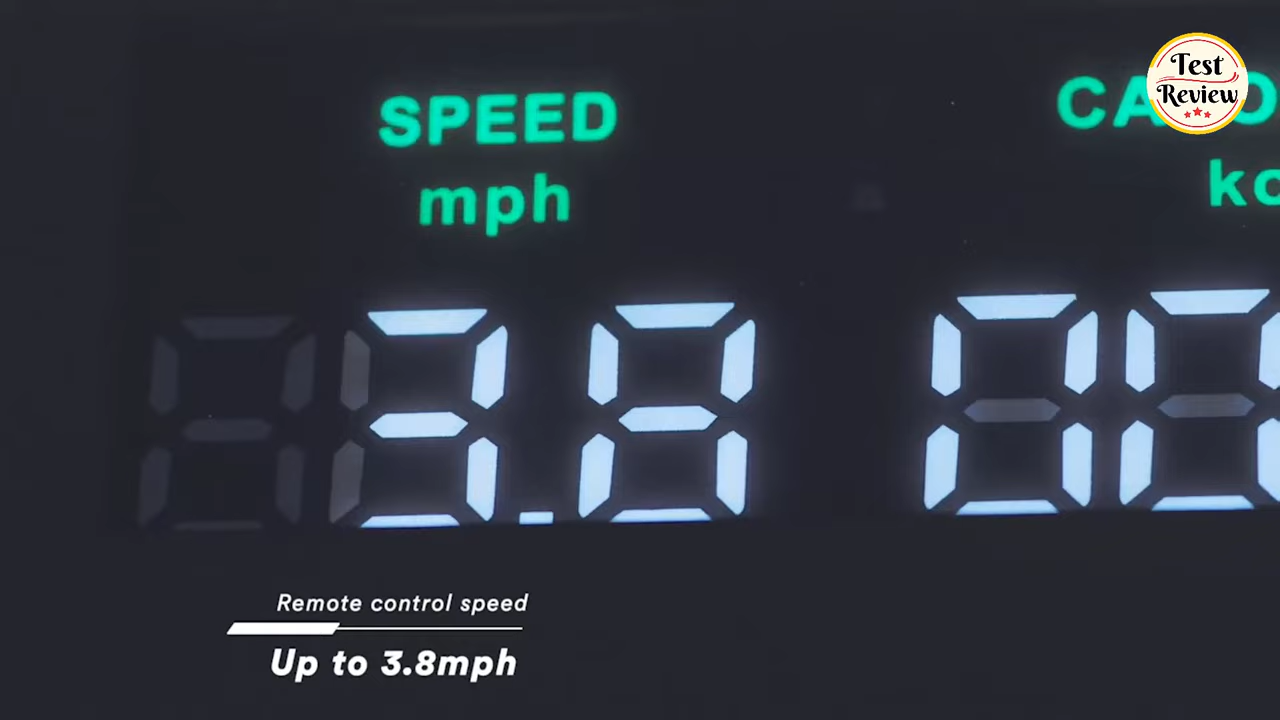 SPEED
mph
3.8
Test
Review
Remote control speed
Up to 3.8mph